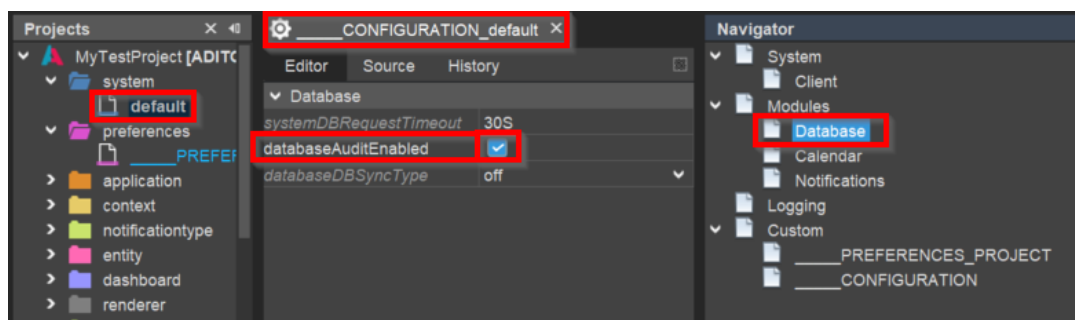 Projects
MyTestProject [ADITO
system
default
preferences
_____PREFER
application
context
notificationtype
entity
dashboard
renderer
_____CONFIGURATION_default
Editor Source History
Database
systemDBRequestTimeout 30S
databaseAuditEnabled
databaseDBSyncType off
Navigator
System
Client
Modules
Database
Calendar
Notifications
Logging
Custom
_____PREFERENCES_PROJECT
_____CONFIGURATION